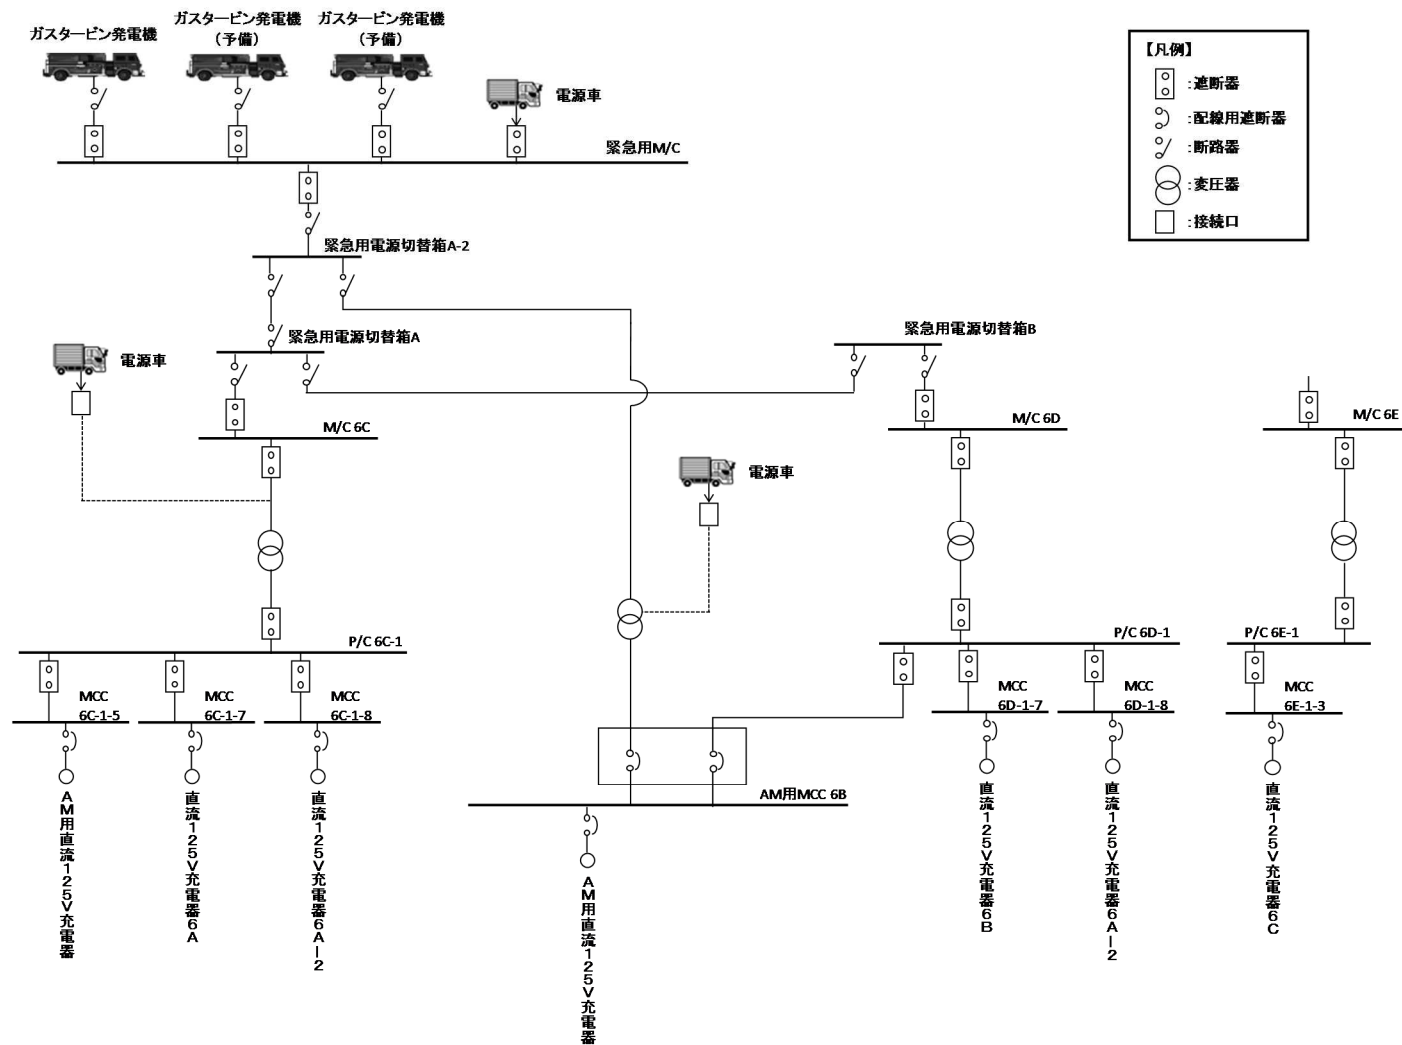 ガスタービン発電機
ガスタービン発電機
(予備)
ガスタービン発電機
(予備)
電源車
緊急用M/C
【凡例】
:遮断器
:配線用遮断器
:断路器
:変圧器
:接続口
緊急用電源切替箱A-2
緊急用電源切替箱A
緊急用電源切替箱B
電源車
M/C 6C
M/C 6D
M/C 6E
電源車
P/C 6C-1
P/C 6D-1
P/C 6E-1
MCC
6C-1-5
MCC
6C-1-7
MCC
6C-1-8
MCC
6D-1-7
MCC
6D-1-8
MCC
6E-1-3
AM用MCC 6B
AM用直流125V充電器
直流125V充電器6A
直流125V充電器6A-2
AM用直流125V充電器
直流125V充電器6B
直流125V充電器6A-2
直流125V充電器6C